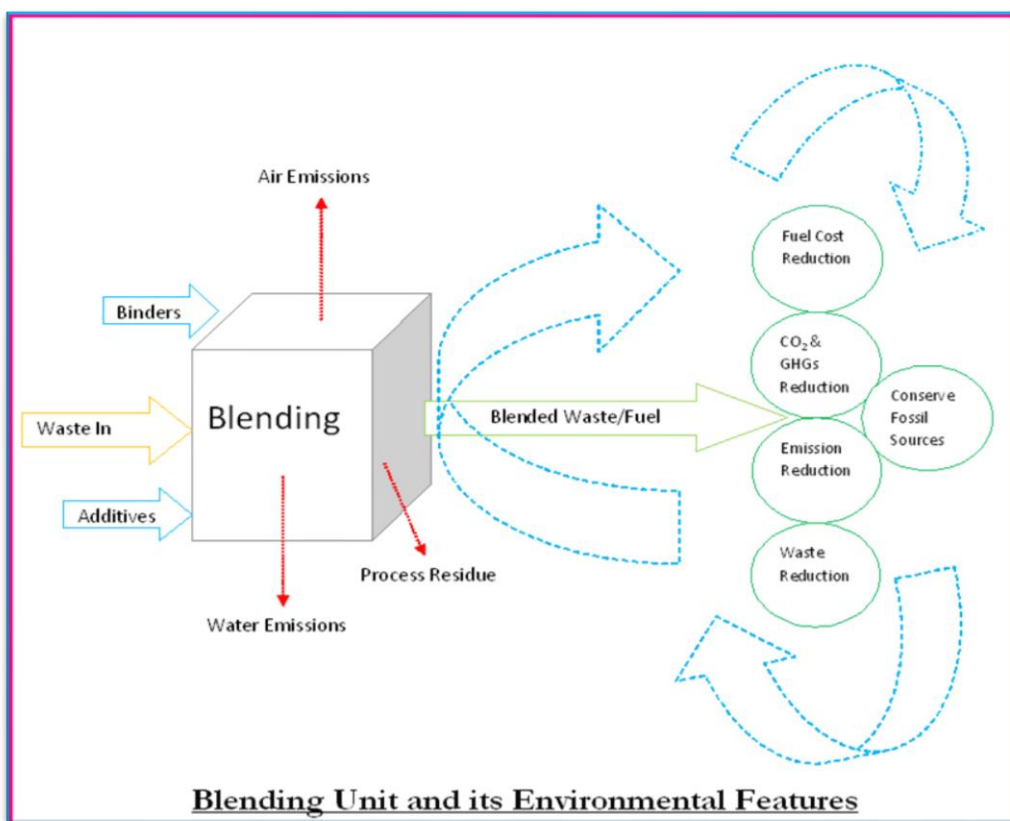 Air Emissions
Binders
Waste In
Additives
Blending
Water Emissions
Process Residue
Blended Waste/Fuel
Fuel Cost
Reduction
CO₂ &
GHGs
Reduction
Conserve
Fossil
Sources
Emission
Reduction
Waste
Reduction
Blending Unit and its Environmental Features